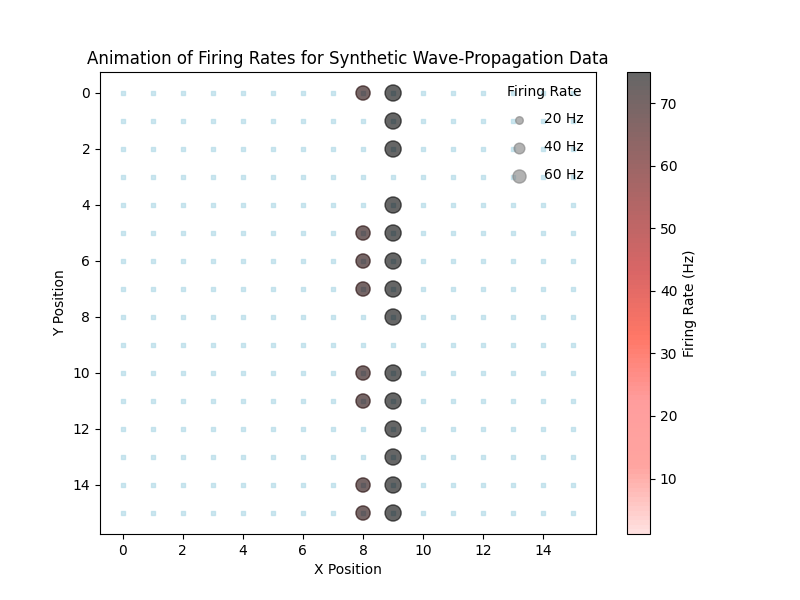 Animation of Firing Rates for Synthetic Wave-Propagation Data
Firing Rate
20 Hz
40 Hz
60 Hz
0
2
4
6
8
10
12
14
Y Position
0 2 4 6 8 10 12 14
X Position
70
60
50
40
30
20
10
Firing Rate (Hz)